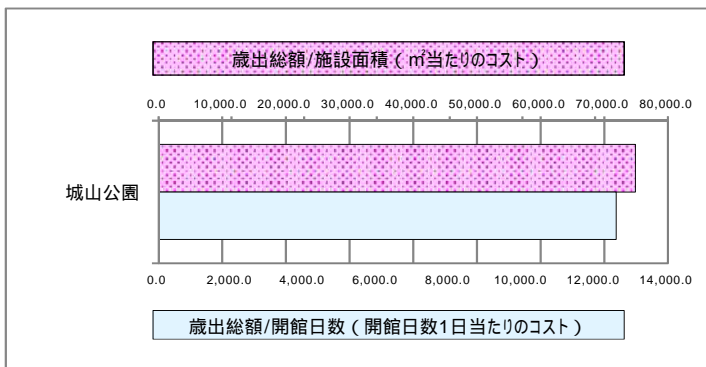 歳出総額/施設面積(㎡当たりのコスト)
0.0 10,000.0 20,000.0 30,000.0 40,000.0 50,000.0 60,000.0 70,000.0 80,000.0
城山公園
0.0 2,000.0 4,000.0 6,000.0 8,000.0 10,000.0 12,000.0 14,000.0
歳出総額/開館日数(開館日数1日当たりのコスト)